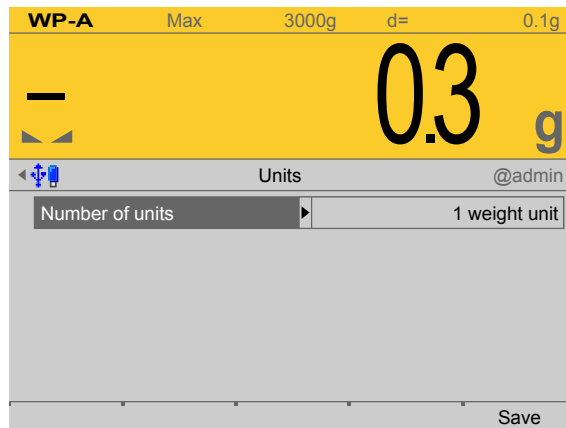 WP-A Max 3000g d= 0.1g
– 0.3 g
Units @admin
Number of units 1 weight unit
Save